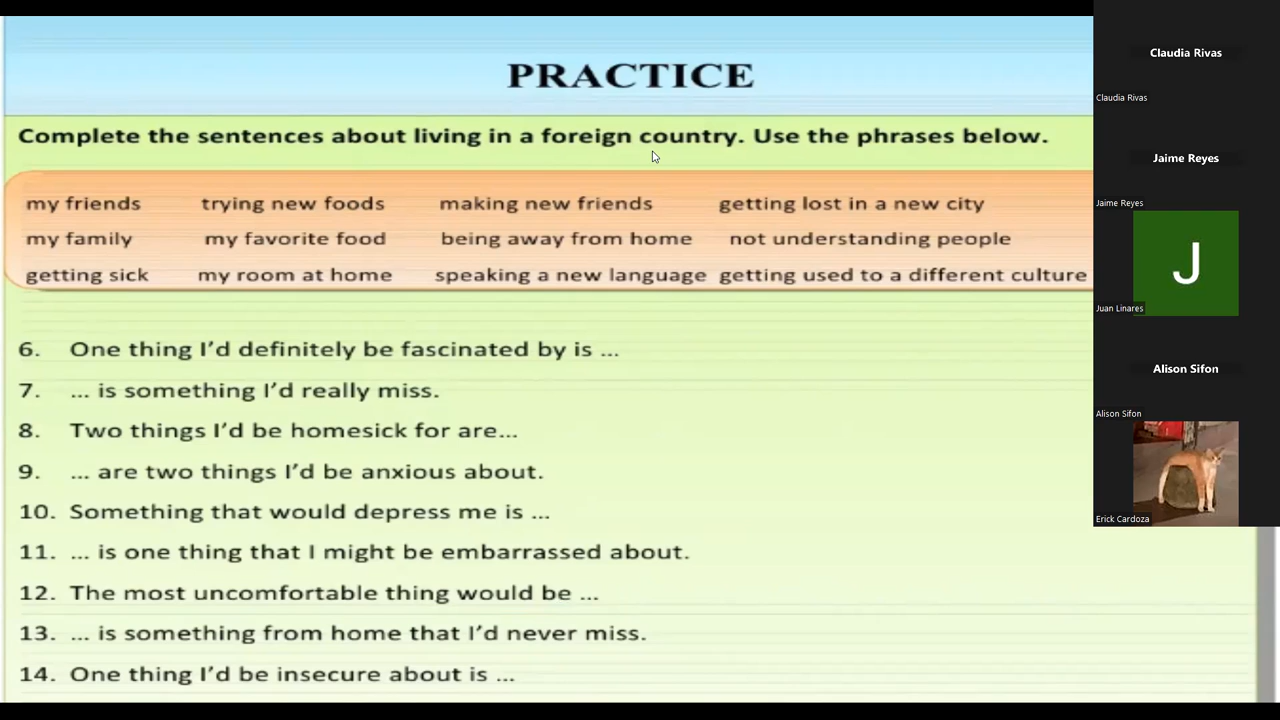 PRACTICE
Complete the sentences about living in a foreign country. Use the phrases below.
my friends trying new foods making new friends getting lost in a new city
my family my favorite food being away from home not understanding people
getting sick my room at home speaking a new language getting used to a different culture
6. One thing I’d definitely be fascinated by is ...
7. ... is something I’d really miss.
8. Two things I’d be homesick for are...
9. ... are two things I’d be anxious about.
10. Something that would depress me is ...
11. ... is one thing that I might be embarrassed about.
12. The most uncomfortable thing would be ...
13. ... is something from home that I’d never miss.
14. One thing I’d be insecure about is ...
Claudia Rivas
Claudia Rivas
Jaime Reyes
Jaime Reyes
J
Juan Linares
Alison Sifon
Alison Sifon
Erick Cardoza